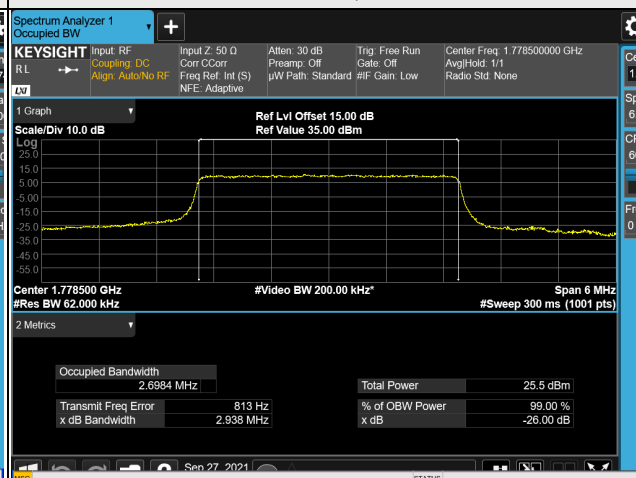 Spectrum Analyzer 1
Occupied BW
KEYSIGHT Input: RF Input Z: 50 Ω Atten: 30 dB Trig: Free Run Center Freq: 1.778500000 GHz
R L Coupling: DC Corr CCorr Preamp: Off Gate: Off Avg|Hold: 1/1
Align: Auto/No RF Freq Ref: Int (S) µW Path: Standard #IF Gain: Low Radio Std: None
LXI NFE: Adaptive
1 Graph
Ref Lvl Offset 15.00 dB
Scale/Div 10.0 dB Ref Value 35.00 dBm
Log
25.0
15.0
5.00
-5.00
-15.0
-25.0
-35.0
-45.0
-55.0
Center 1.778500 GHz #Video BW 200.00 kHz* Span 6 MHz
#Res BW 62.000 kHz #Sweep 300 ms (1001 pts)
2 Metrics
Occupied Bandwidth
2.6984 MHz Total Power 25.5 dBm
Transmit Freq Error 813 Hz % of OBW Power 99.00 %
x dB Bandwidth 2.938 MHz x dB -26.00 dB
Sep 27, 2021
MSG STATUS